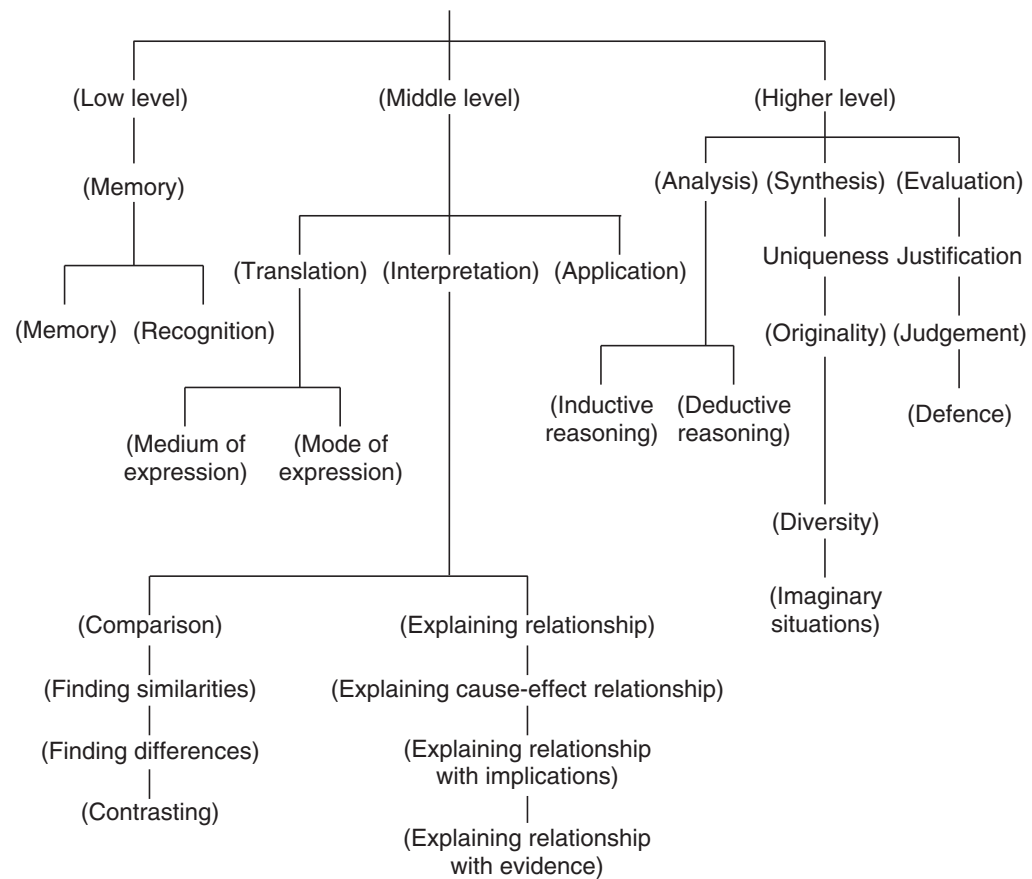 (Low level) (Middle level) (Higher level)
(Memory)
(Analysis) (Synthesis) (Evaluation)
(Translation) (Interpretation) (Application)
Uniqueness Justification
(Memory) (Recognition)
(Originality) (Judgement)
(Inductive
reasoning)
(Deductive
reasoning)
(Defence)
(Medium of
expression)
(Mode of
expression)
(Diversity)
(Imaginary
situations)
(Comparison)
(Finding similarities)
(Finding differences)
(Contrasting)
(Explaining relationship)
(Explaining cause-effect relationship)
(Explaining relationship
with implications)
(Explaining relationship
with evidence)